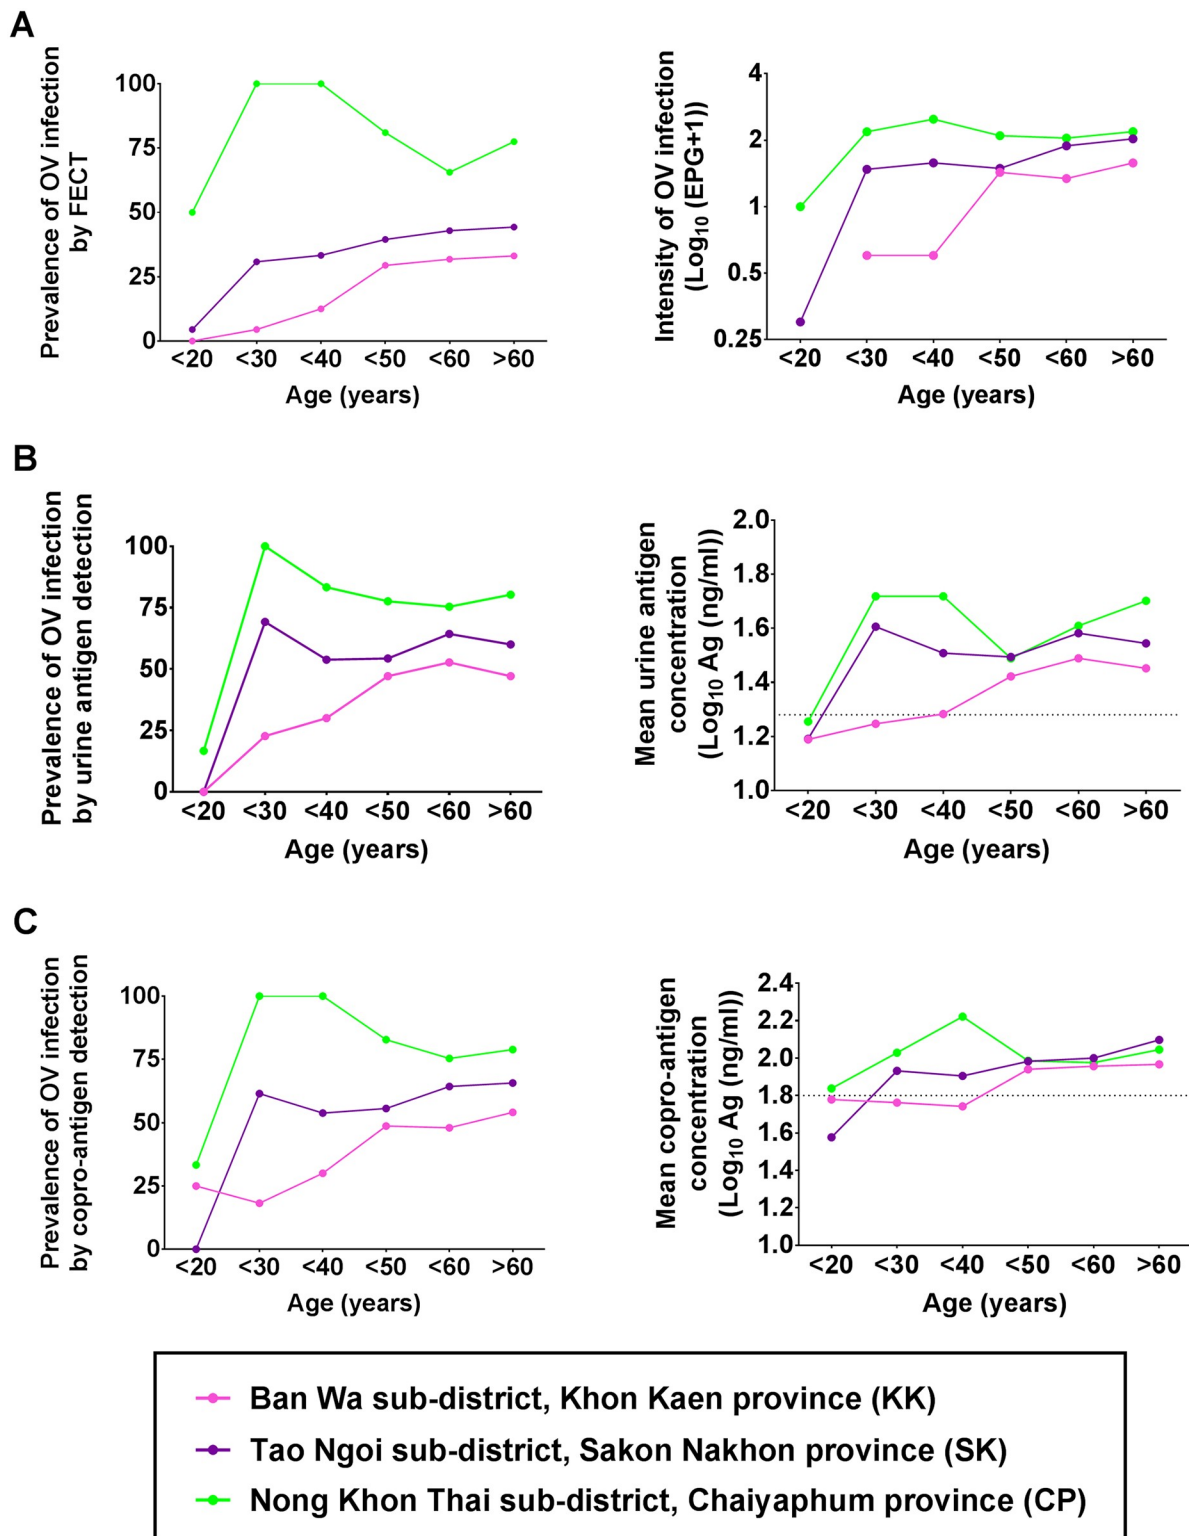 A
Prevalence of OV infection
by FECT
100
75
50
25
0
<20 <30 <40 <50 <60 >60
Age (years)
Intensity of OV infection
(Log10 (EPG+1))
4
2
1
0.5
0.25
<20 <30 <40 <50 <60 >60
Age (years)
B
Prevalence of OV infection
by urine antigen detection
100
75
50
25
0
<20 <30 <40 <50 <60 >60
Age (years)
Mean urine antigen
concentration
(Log10 Ag (ng/ml))
2.0
1.8
1.6
1.4
1.2
1.0
<20 <30 <40 <50 <60 >60
Age (years)
C
Prevalence of OV infection
by copro-antigen detection
100
75
50
25
0
<20 <30 <40 <50 <60 >60
Age (years)
Mean copro-antigen
concentration
(Log10 Ag (ng/ml))
2.4
2.2
2.0
1.8
1.6
1.4
1.2
1.0
<20 <30 <40 <50 <60 >60
Age (years)
Ban Wa sub-district, Khon Kaen province (KK)
Tao Ngoi sub-district, Sakon Nakhon province (SK)
Nong Khon Thai sub-district, Chaiyaphum province (CP)